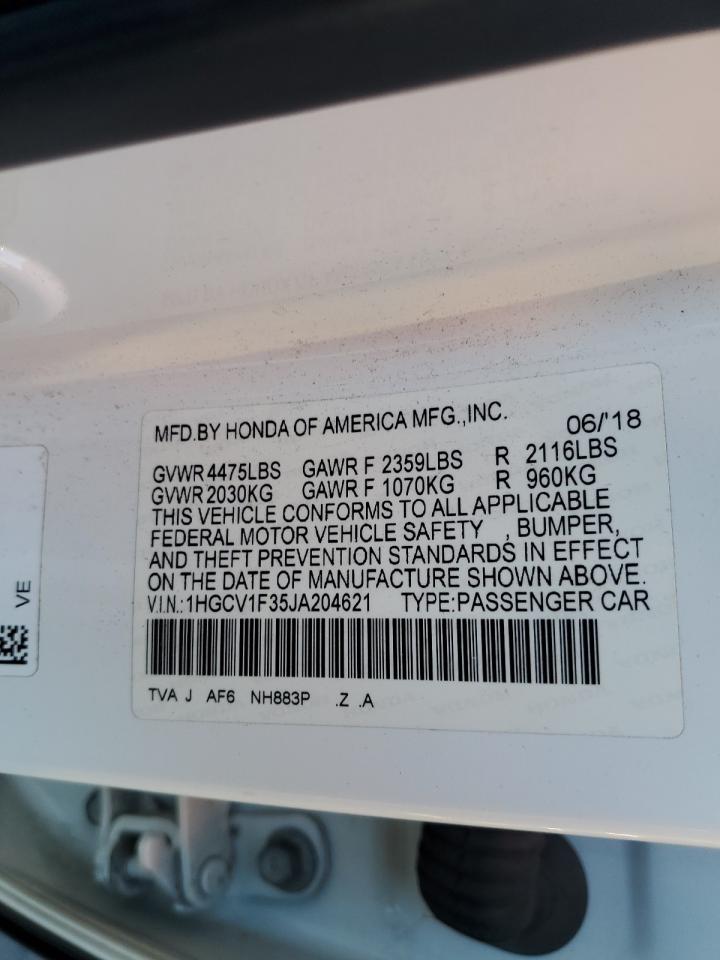 MFD.BY HONDA OF AMERICA MFG.,INC. 06/'18
GVWR 4475LBS GAWR F 2359LBS R 2116LBS
GVWR 2030KG GAWR F 1070KG R 960KG
THIS VEHICLE CONFORMS TO ALL APPLICABLE
FEDERAL MOTOR VEHICLE SAFETY , BUMPER,
AND THEFT PREVENTION STANDARDS IN EFFECT
ON THE DATE OF MANUFACTURE SHOWN ABOVE.
V.I.N.:1HGCV1F35JA204621 TYPE:PASSENGER CAR
TVA J AF6 NH883P .Z .A
VE